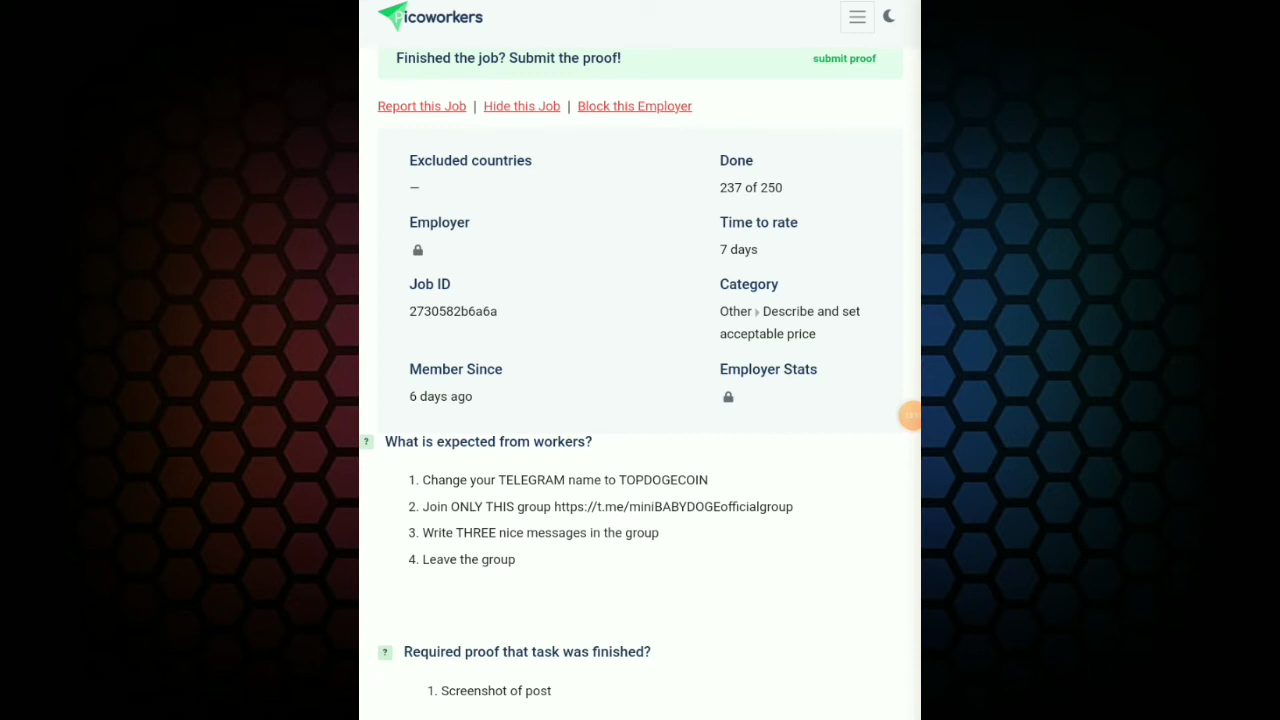 Picoworkers
Finished the job? Submit the proof!
submit proof
Report this Job | Hide this Job | Block this Employer
Excluded countries
Done
—
237 of 250
Employer
Time to rate
7 days
Job ID
Category
2730582b6a6a
Other ▸ Describe and set
acceptable price
Member Since
Employer Stats
6 days ago
? What is expected from workers?
1. Change your TELEGRAM name to TOPDOGECOIN
2. Join ONLY THIS group https://t.me/miniBABYDOGEofficialgroup
3. Write THREE nice messages in the group
4. Leave the group
? Required proof that task was finished?
1. Screenshot of post